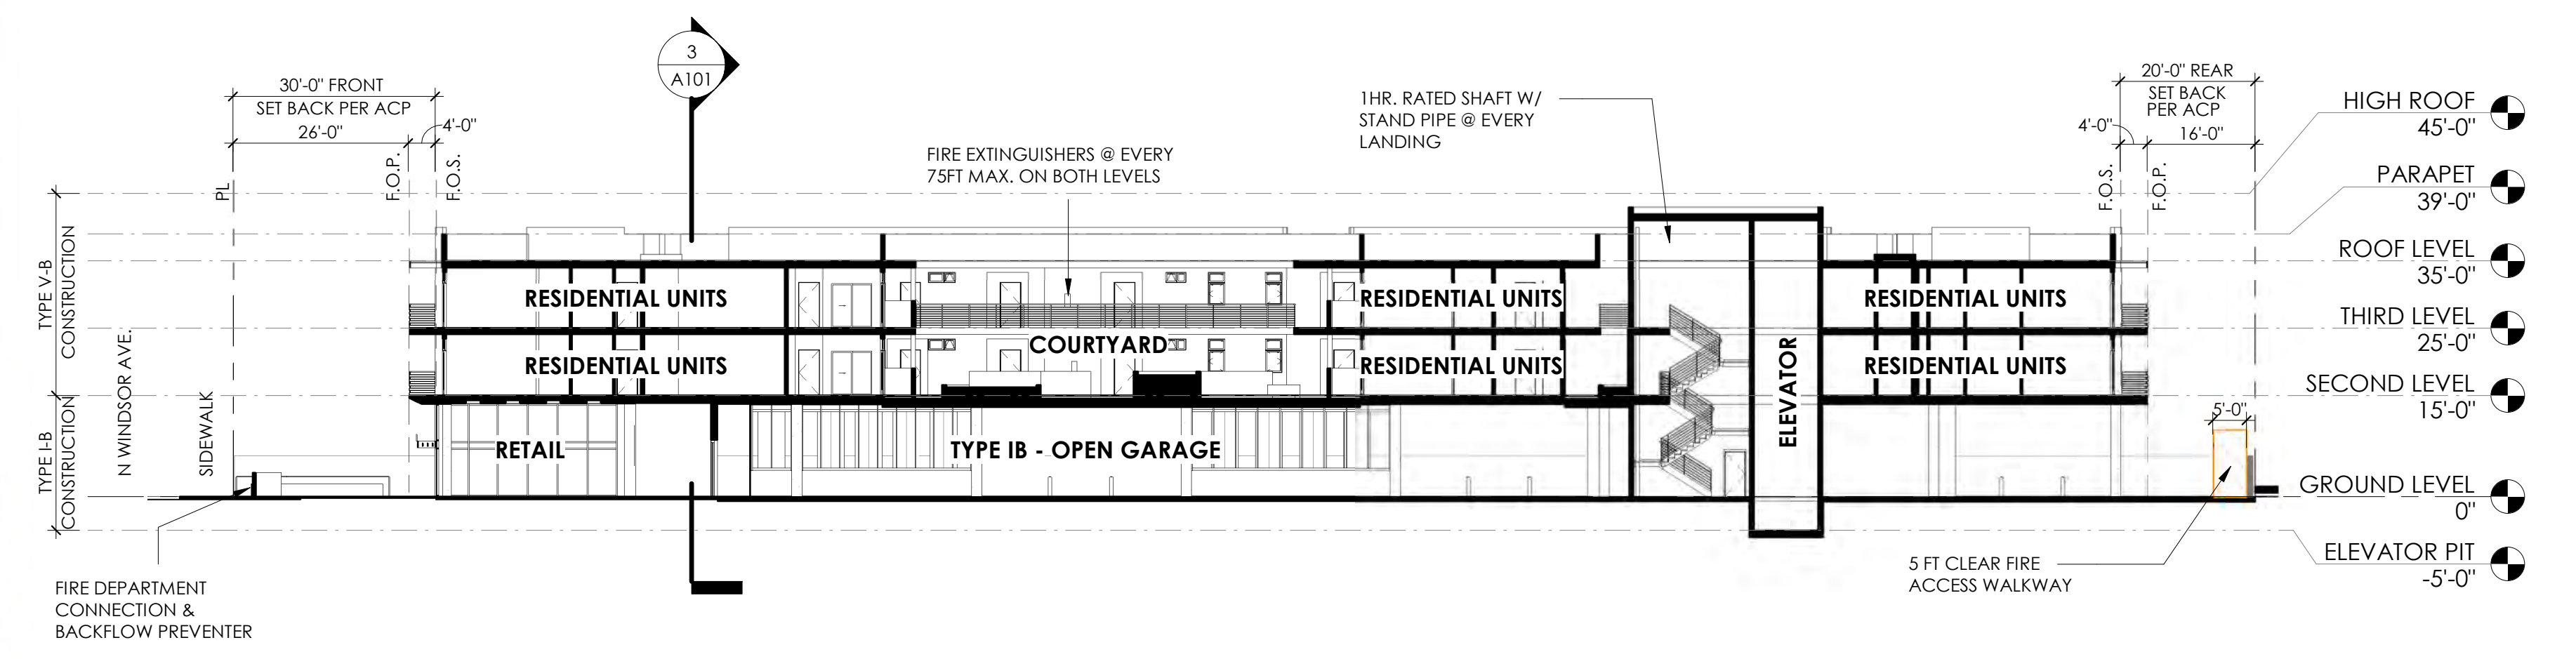 3
A101
30'-0" FRONT
SET BACK PER ACP
26'-0"
4'-0"
PL
F.O.P.
F.O.S.
FIRE EXTINGUISHERS @ EVERY
75FT MAX. ON BOTH LEVELS
1HR. RATED SHAFT W/
STAND PIPE @ EVERY
LANDING
20'-0" REAR
SET BACK
PER ACP
4'-0"
16'-0"
F.O.S.
F.O.P.
HIGH ROOF
45'-0"
PARAPET
39'-0"
ROOF LEVEL
35'-0"
THIRD LEVEL
25'-0"
SECOND LEVEL
15'-0"
GROUND LEVEL
0"
ELEVATOR PIT
-5'-0"
TYPE V-B
CONSTRUCTION
TYPE I-B
CONSTRUCTION
N WINDSOR AVE.
SIDEWALK
RESIDENTIAL UNITS
RESIDENTIAL UNITS
RESIDENTIAL UNITS
COURTYARD
RESIDENTIAL UNITS
RESIDENTIAL UNITS
RESIDENTIAL UNITS
RETAIL
TYPE IB - OPEN GARAGE
ELEVATOR
5'-0"
FIRE DEPARTMENT
CONNECTION &
BACKFLOW PREVENTER
5 FT CLEAR FIRE
ACCESS WALKWAY